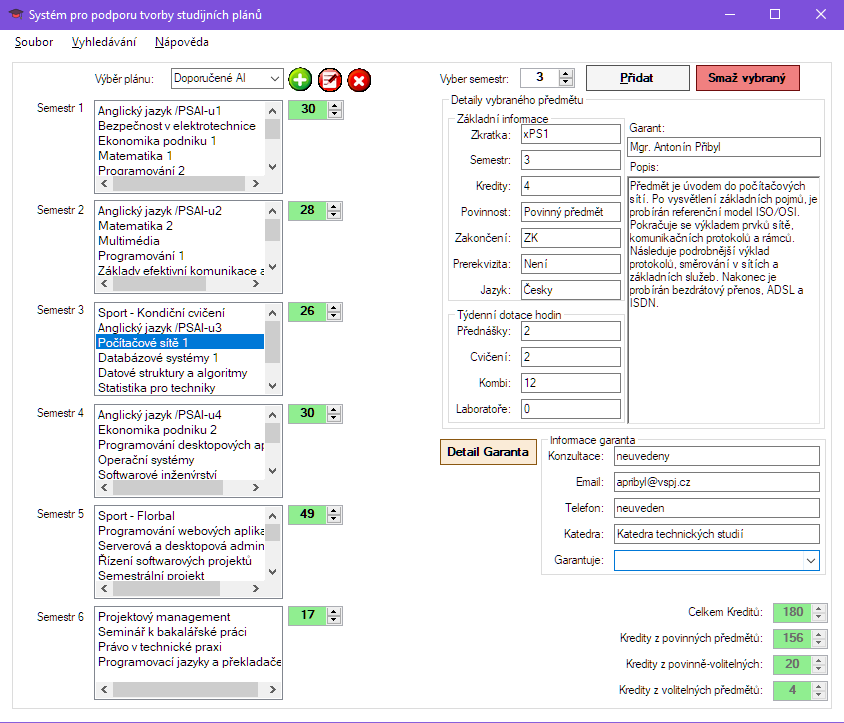 Systém pro podporu tvorby studijních plánů
Soubor Vyhledávání Nápověda
Výběr plánu: Doporučené AI
Vyber semestr: 3 Přidat Smaž vybraný
Semestr 1
Anglický jazyk /PSAI-u1
Bezpečnost v elektrotechnice
Ekonomika podniku 1
Matematika 1
Programování 2
30
Semestr 2
Anglický jazyk /PSAI-u2
Matematika 2
Multimédia
Programování 1
Základy efektivní komunikace a
28
Semestr 3
Sport - Kondiční cvičení
Anglický jazyk /PSAI-u3
Počítačové sítě 1
Databázové systémy 1
Datové struktury a algoritmy
Statistika pro techniky
26
Semestr 4
Anglický jazyk /PSAI-u4
Ekonomika podniku 2
Programování desktopových ap
Operační systémy
Softwarové inženýrství
30
Semestr 5
Sport - Florbal
Programování webových aplika
Serverová a desktopová admin
Řízení softwarových projektů
Semestrální projekt
49
Semestr 6
Projektový management
Seminář k bakalářské práci
Právo v technické praxi
Programovací jazyky a překladače
17
Detaily vybraného předmětu
Základní informace
Zkratka: xPS1
Semestr: 3
Kredity: 4
Povinnost: Povinný předmět
Zakončení: ZK
Prerekvizita: Není
Jazyk: Česky
Týdenní dotace hodin
Přednášky: 2
Cvičení: 2
Kombi: 12
Laboratoře: 0
Garant:
Mgr. Antonín Přibyl
Popis:
Předmět je úvodem do počítačových
sítí. Po vysvětlení základních pojmů, je
probírán referenční model ISO/OSI.
Pokračuje se výkladem prvků sítě,
komunikačních protokolů a rámců.
Následuje podrobnější výklad
protokolů, směrování v sítích a
základních služeb. Nakonec je
probírán bezdrátový přenos, ADSL a
ISDN.
Detail Garanta
Informace garanta
Konzultace: neuvedeny
Email: apribyl@vspj.cz
Telefon: neuveden
Katedra: Katedra technických studií
Garantuje:
Celkem Kreditů: 180
Kredity z povinných předmětů: 156
Kredity z povinně-volitelných: 20
Kredity z volitelných předmětů: 4